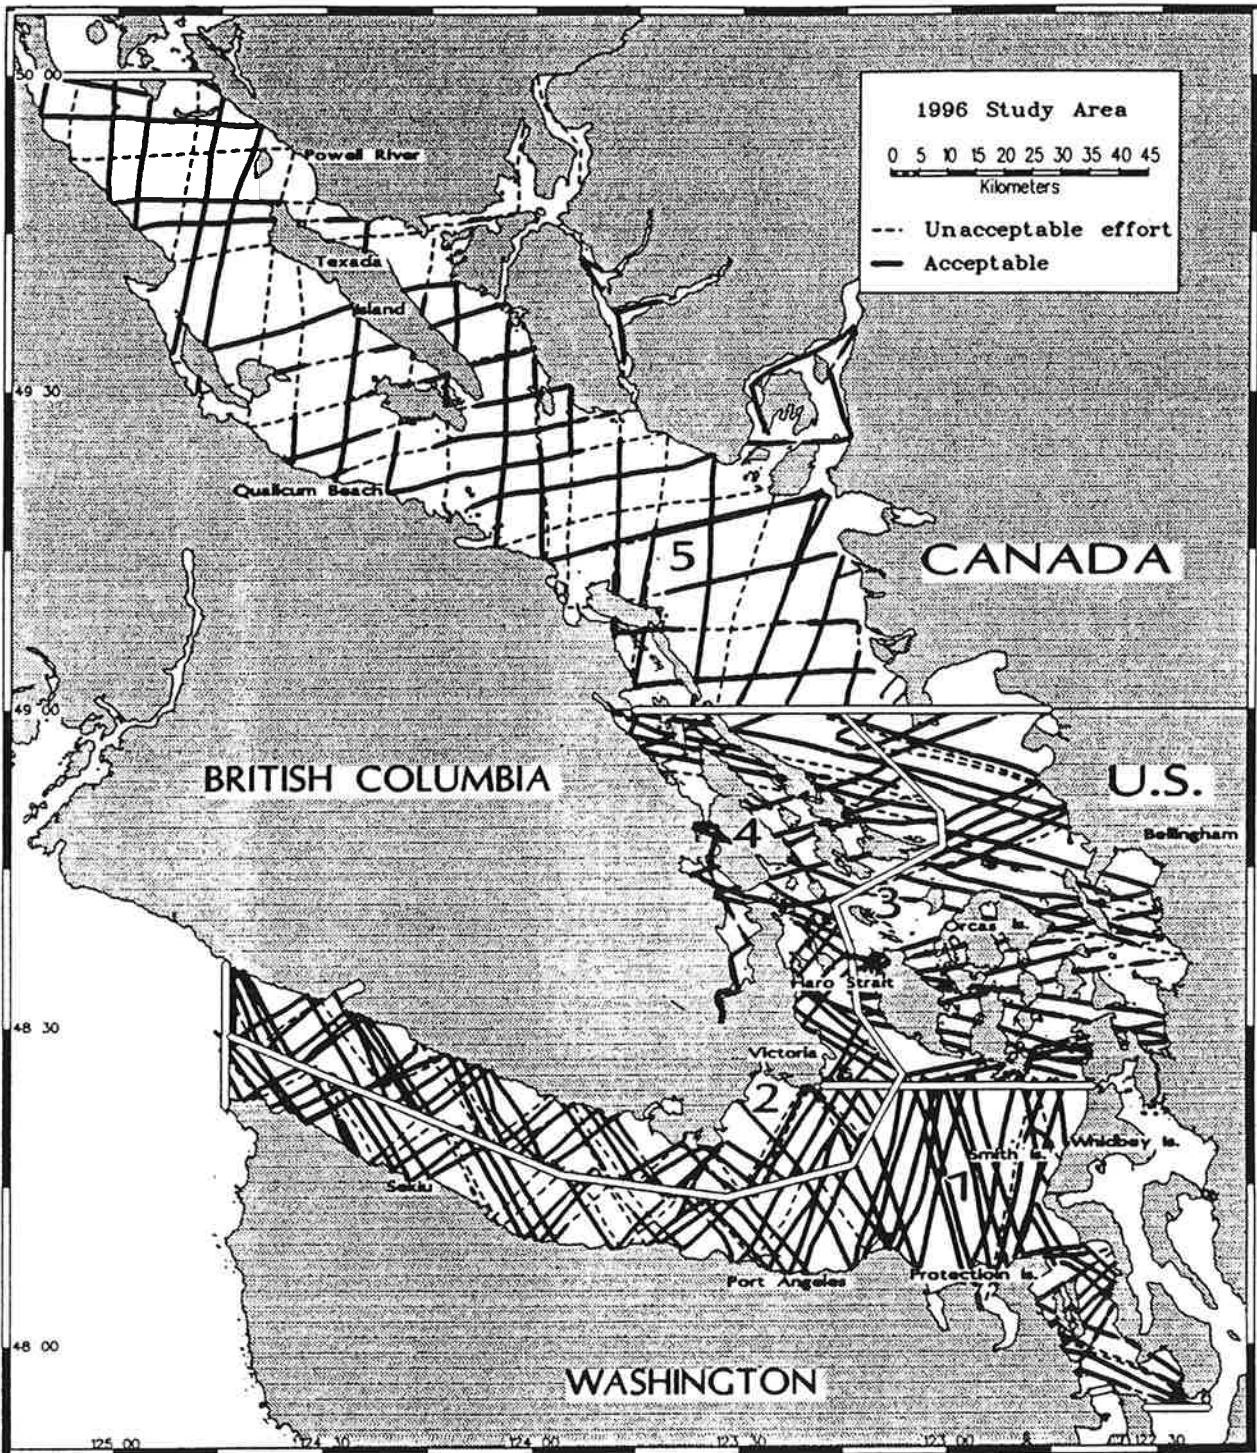 50 00
1996 Study Area
0 5 10 15 20 25 30 35 40 45
Kilometers
Unacceptable effort
Acceptable
Powell River
Texada
Island
49 30
Qualicum Beach
5
CANADA
49 00
BRITISH COLUMBIA
U.S.
4
Bellingham
3
Orcas Is.
Haro Strait
48 30
Victoria
2
Whidbey Is.
Smith Is.
1
Sekiu
Port Angeles
Protection Is.
48 00
WASHINGTON
125 00
124 30
124 00
123 30
123 00
122 30